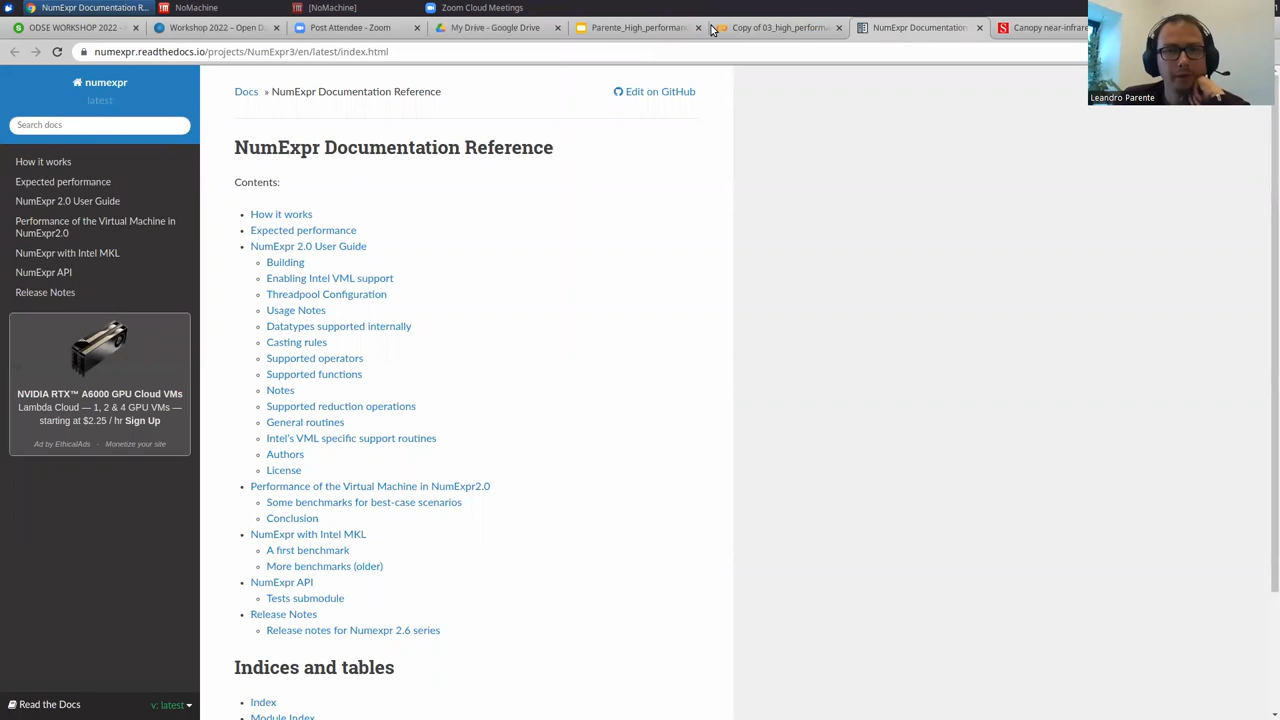 NumExpr Documentation R...
NoMachine
[NoMachine]
Zoom Cloud Meetings
ODSE WORKSHOP 2022 -
Workshop 2022 - Open D
Post Attendee - Zoom
My Drive - Google Drive
Parente_High_performan
Copy of 03_high_performa
NumExpr Documentation
Canopy near-infrare
numexpr.readthedocs.io/projects/NumExpr3/en/latest/index.html
numexpr
latest
Search docs
How it works
Expected performance
NumExpr 2.0 User Guide
Performance of the Virtual Machine in
NumExpr2.0
NumExpr with Intel MKL
NumExpr API
Release Notes
NVIDIA RTX™ A6000 GPU Cloud VMs
Lambda Cloud — 1, 2 & 4 GPU VMs —
starting at $2.25 / hr Sign Up
Ad by EthicalAds - Monetize your site
Read the Docs
v: latest
Docs » NumExpr Documentation Reference
Edit on GitHub
NumExpr Documentation Reference
Contents:
How it works
Expected performance
NumExpr 2.0 User Guide
Building
Enabling Intel VML support
Threadpool Configuration
Usage Notes
Datatypes supported internally
Casting rules
Supported operators
Supported functions
Notes
Supported reduction operations
General routines
Intel's VML specific support routines
Authors
License
Performance of the Virtual Machine in NumExpr2.0
Some benchmarks for best-case scenarios
Conclusion
NumExpr with Intel MKL
A first benchmark
More benchmarks (older)
NumExpr API
Tests submodule
Release Notes
Release notes for Numexpr 2.6 series
Indices and tables
Index
Module Index
Leandro Parente